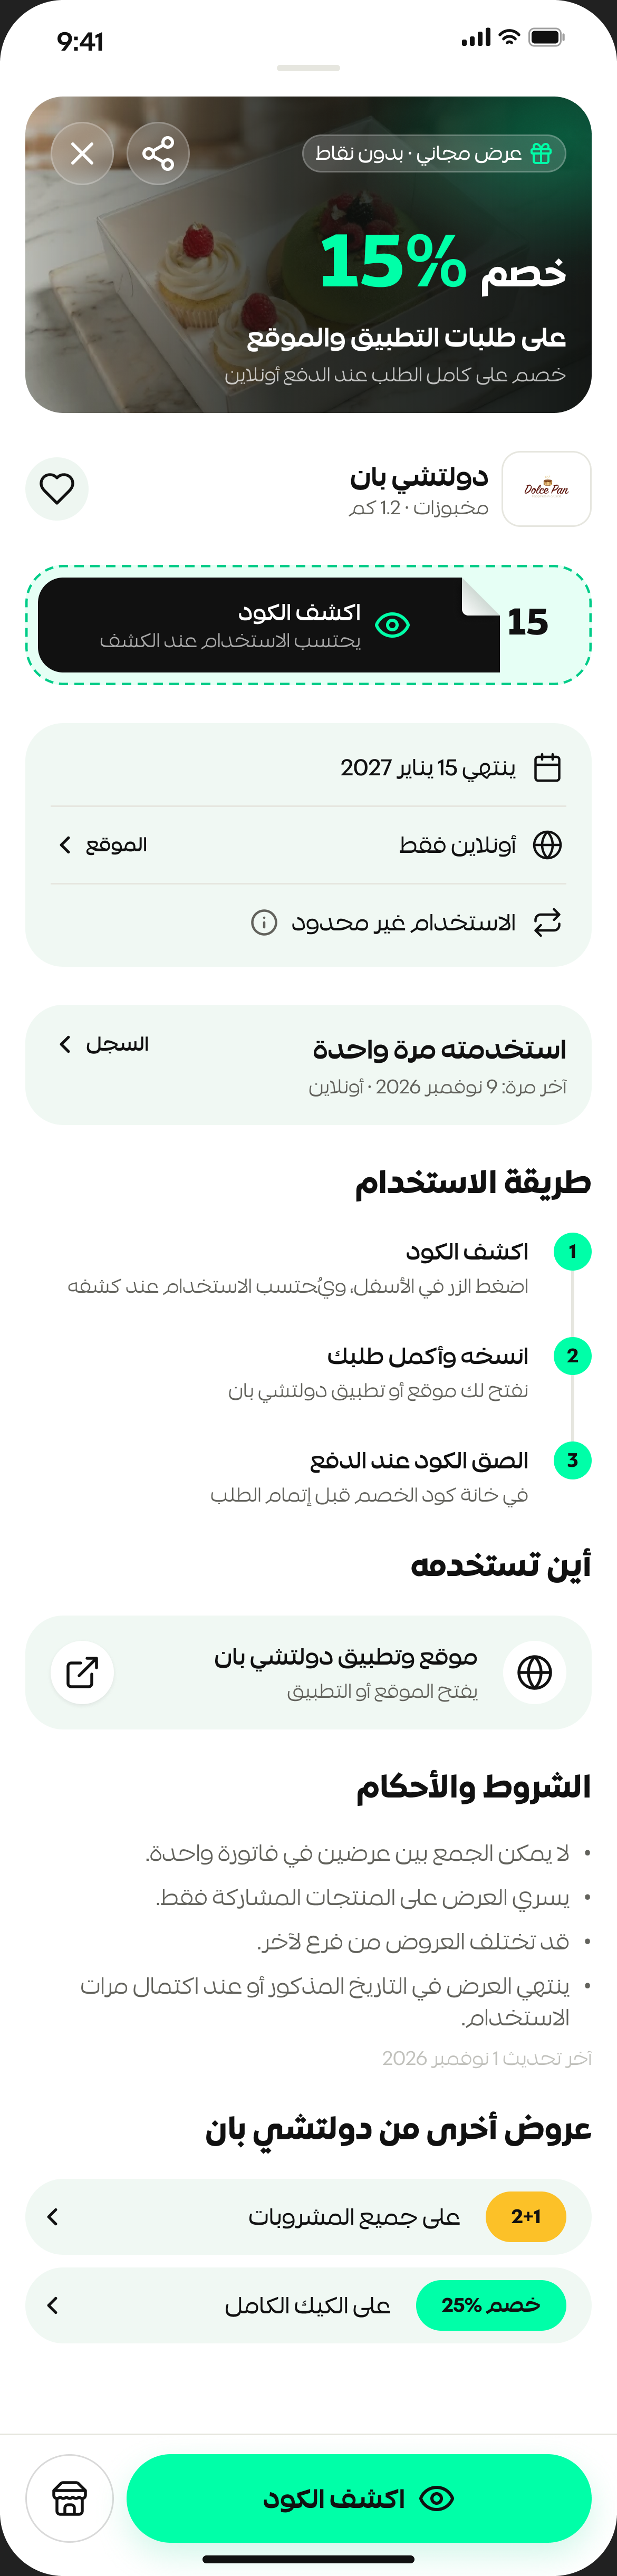 9:41
عرض مجاني · بدون نقاط
خصم 15%
على طلبات التطبيق والموقع
خصم على كامل الطلب عند الدفع أونلاين
Dolce Pan
دولتشي بان
مخبوزات · 1.2 كم
15
اكشف الكود
يحتسب الاستخدام عند الكشف
ينتهي 15 يناير 2027
أونلاين فقط
الموقع
الاستخدام غير محدود
استخدمته مرة واحدة
السجل
آخر مرة: 9 نوفمبر 2026 · أونلاين
طريقة الاستخدام
1
اكشف الكود
اضغط الزر في الأسفل، ويُحتسب الاستخدام عند كشفه
2
انسخه وأكمل طلبك
نفتح لك موقع أو تطبيق دولتشي بان
3
الصق الكود عند الدفع
في خانة كود الخصم قبل إتمام الطلب
أين تستخدمه
موقع وتطبيق دولتشي بان
يفتح الموقع أو التطبيق
الشروط والأحكام
• لا يمكن الجمع بين عرضين في فاتورة واحدة.
• يسري العرض على المنتجات المشاركة فقط.
• قد تختلف العروض من فرع لآخر.
• ينتهي العرض في التاريخ المذكور أو عند اكتمال مرات
الاستخدام.
آخر تحديث 1 نوفمبر 2026
عروض أخرى من دولتشي بان
2+1
على جميع المشروبات
خصم 25%
على الكيك الكامل
اكشف الكود